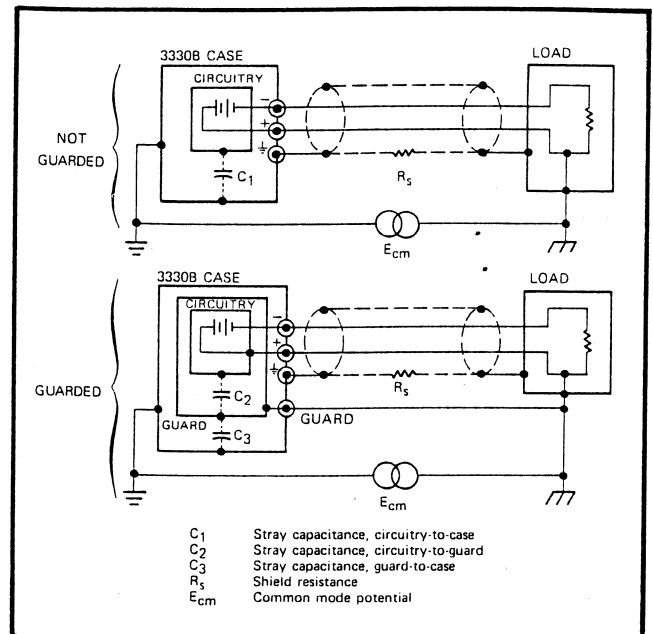 3330B CASE
LOAD
CIRCUITRY
−
+
⏚
NOT
GUARDED
C1
Rs
Ecm
3330B CASE
LOAD
CIRCUITRY
−
+
⏚
GUARDED
C2
Rs
GUARD
GUARD
C3
Ecm
C1 Stray capacitance, circuitry-to-case
C2 Stray capacitance, circuitry-to-guard
C3 Stray capacitance, guard-to-case
Rs Shield resistance
Ecm Common mode potential